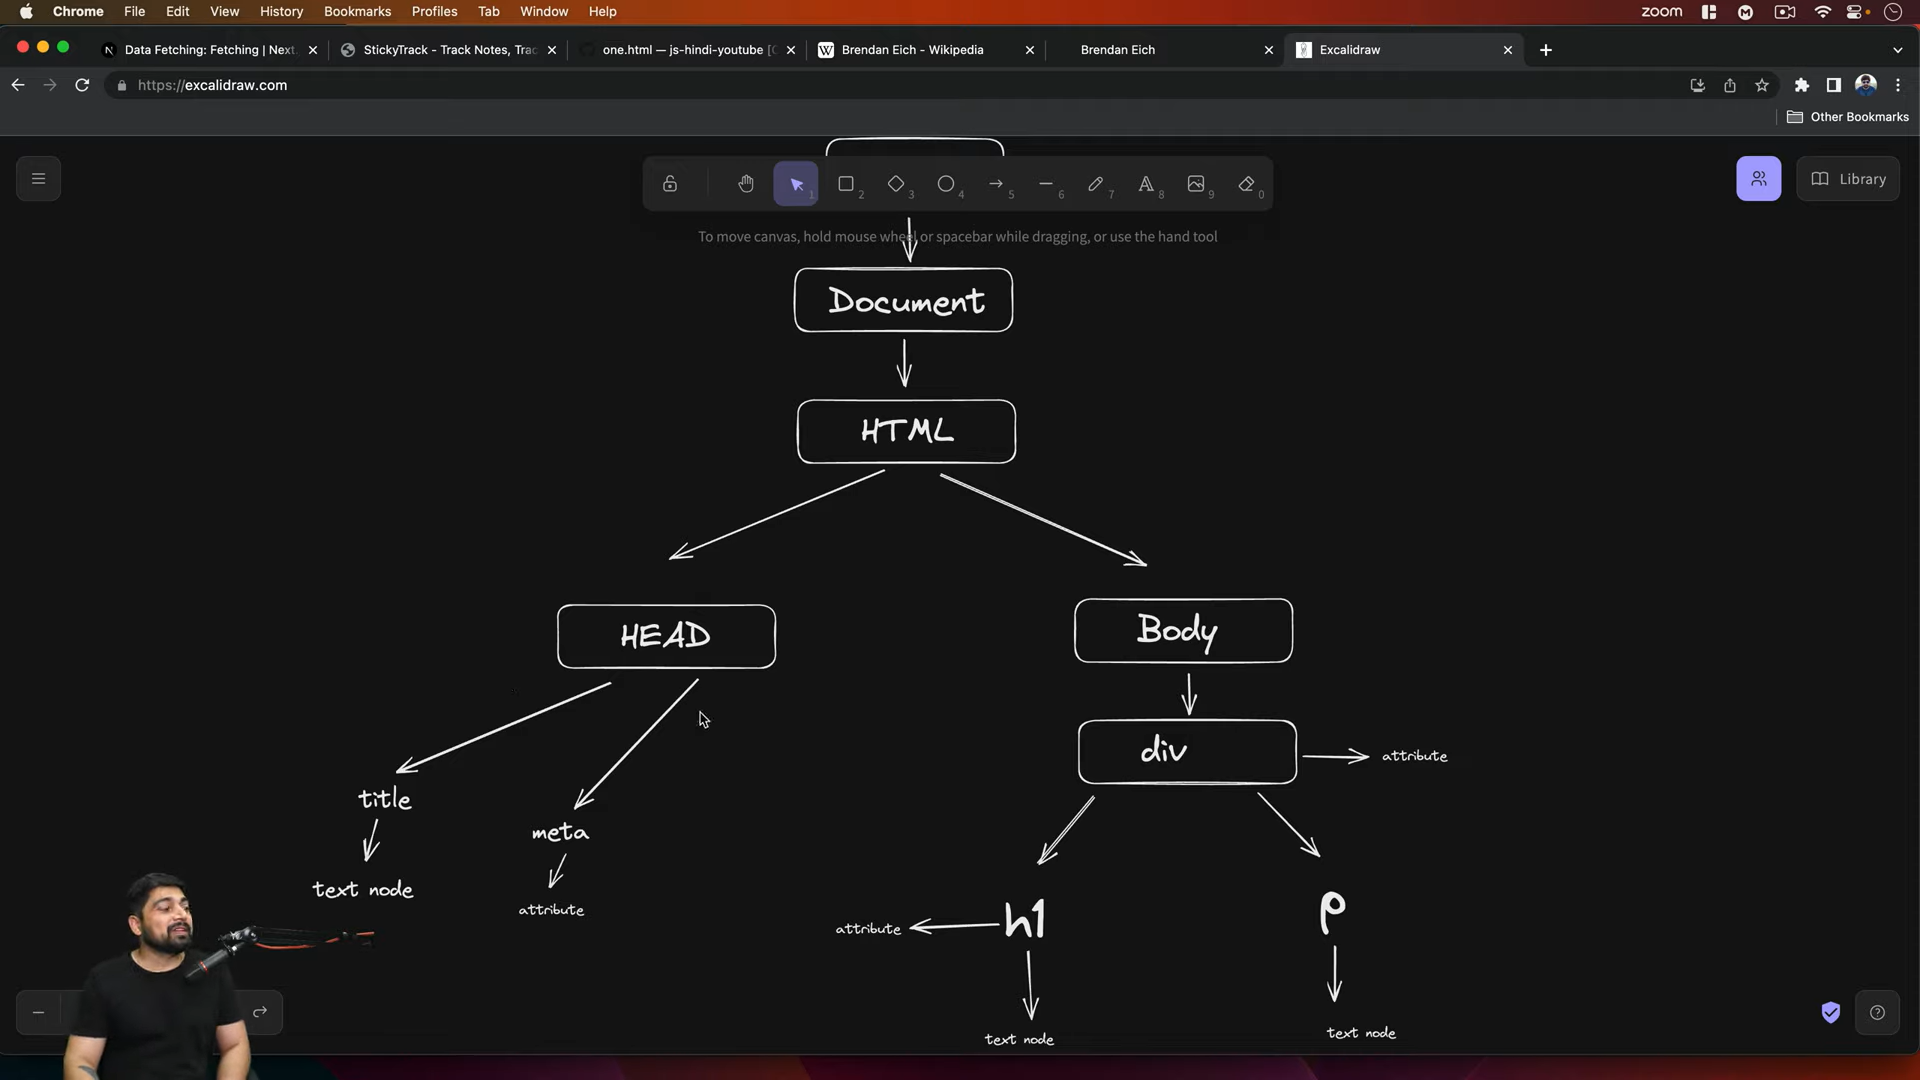 Chrome File Edit View History Bookmarks Profiles Tab Window Help zoom
Data Fetching: Fetching | Next.
StickyTrack - Track Notes, Trac
one.html — js-hindi-youtube [C
Brendan Eich - Wikipedia
Brendan Eich
Excalidraw
https://excalidraw.com
Other Bookmarks
1 2 3 4 5 6 7 8 9 0
Library
To move canvas, hold mouse wheel or spacebar while dragging, or use the hand tool
Document
HTML
HEAD
Body
div
attribute
title
meta
text node
attribute
h1
p
attribute
text node
text node